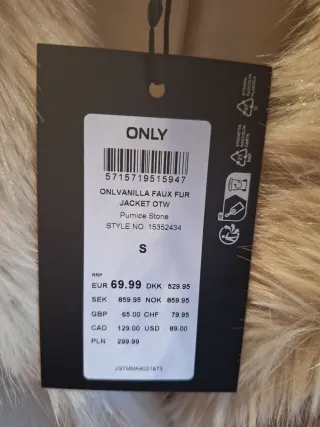 ONLY
5715719515947
ONLVANILLA FAUX FUR
JACKET OTW
Pumice Stone
STYLE NO. 15352434
S
RRP
EUR 69.99 DKK 529.95
SEK 859.95 NOK 859.95
GBP 65.00 CHF 79.95
CAD 129.00 USD 89.00
PLN 299.99